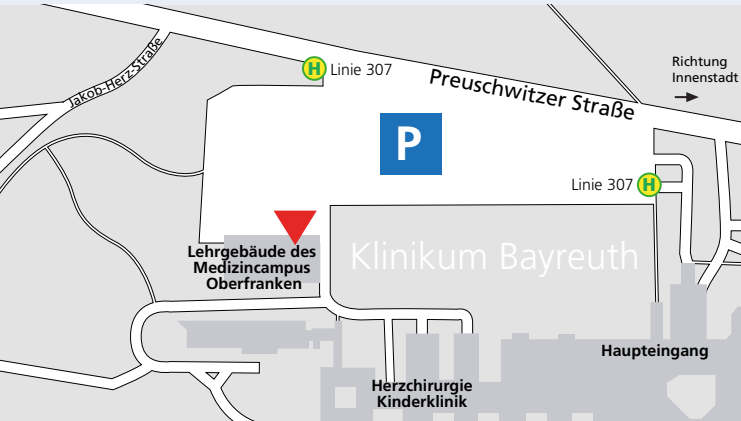 Jakob-Herz-Straße
H Linie 307
Preuschwitzer Straße
Richtung
Innenstadt
P
Linie 307 H
Lehrgebäude des
Medizincampus
Oberfranken
Klinikum Bayreuth
Haupteingang
Herzchirurgie
Kinderklinik